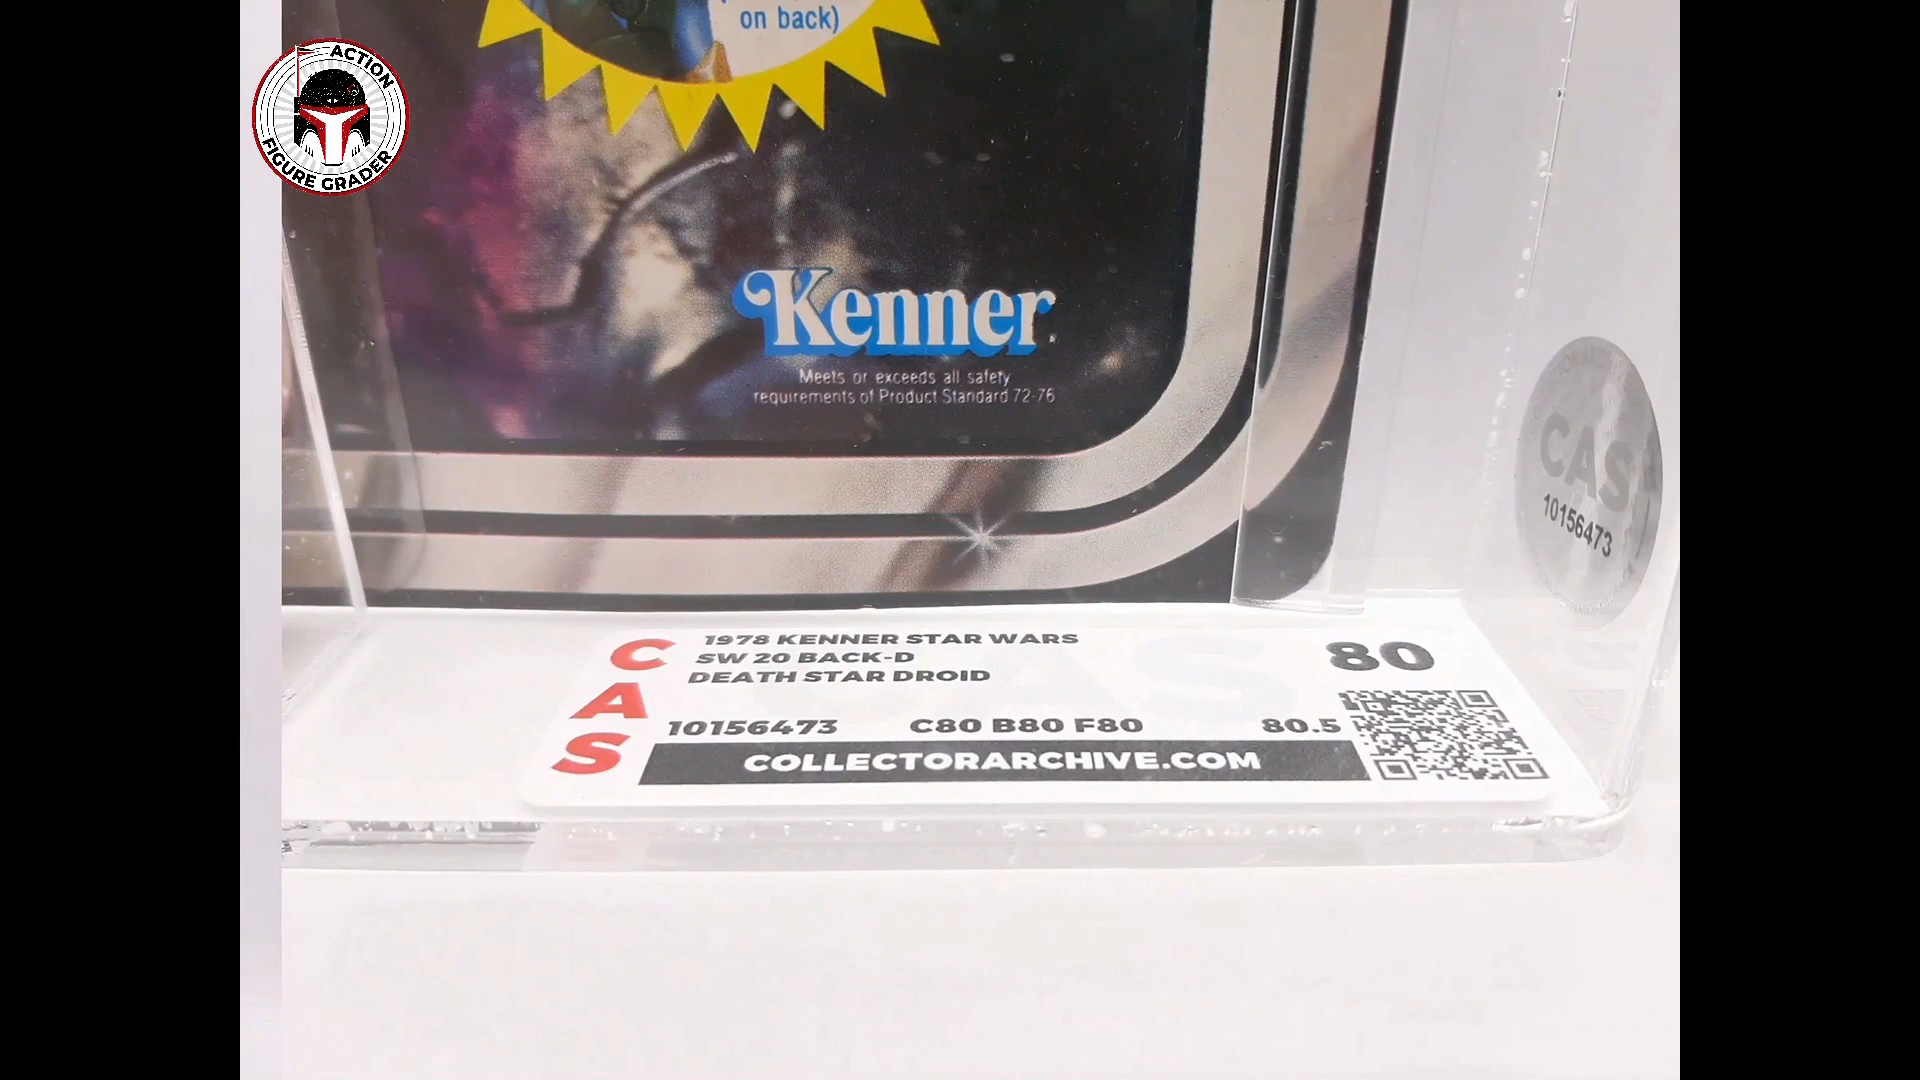 ACTION
FIGURE GRADER
on back)
Kenner
Meets or exceeds all safety
requirements of Product Standard 72-76
CAS
10156473
CAS
1978 KENNER STAR WARS
SW 20 BACK-D
DEATH STAR DROID
80
10156473 C80 B80 F80 80.5
COLLECTORARCHIVE.COM